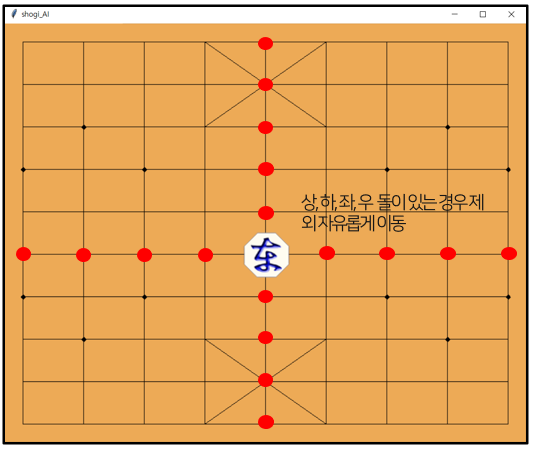 shogi_AI
상,하,좌,우 돌이 있는 경우 제
외 자유롭게 이동
车